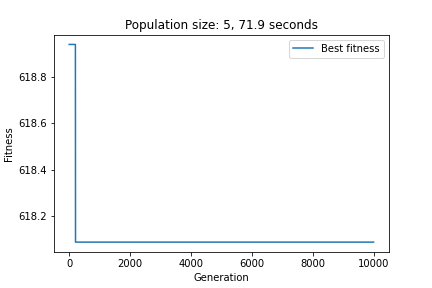 Population size: 5, 71.9 seconds
Best fitness
618.8
618.6
618.4
618.2
Fitness
0
2000
4000
6000
8000
10000
Generation